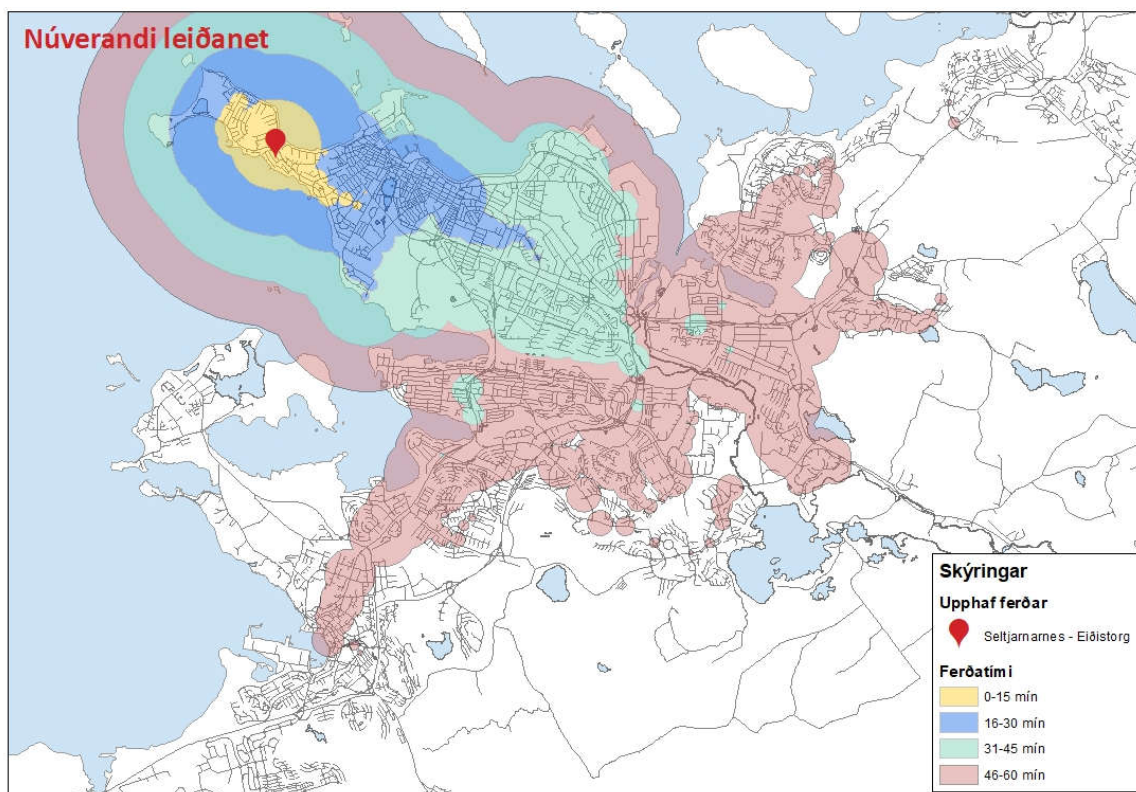 Núverandi leiðanet
Skýringar
Upphaf ferðar
Seltjarnarnes - Eiðistorg
Ferðatími
0-15 mín
16-30 mín
31-45 mín
46-60 mín